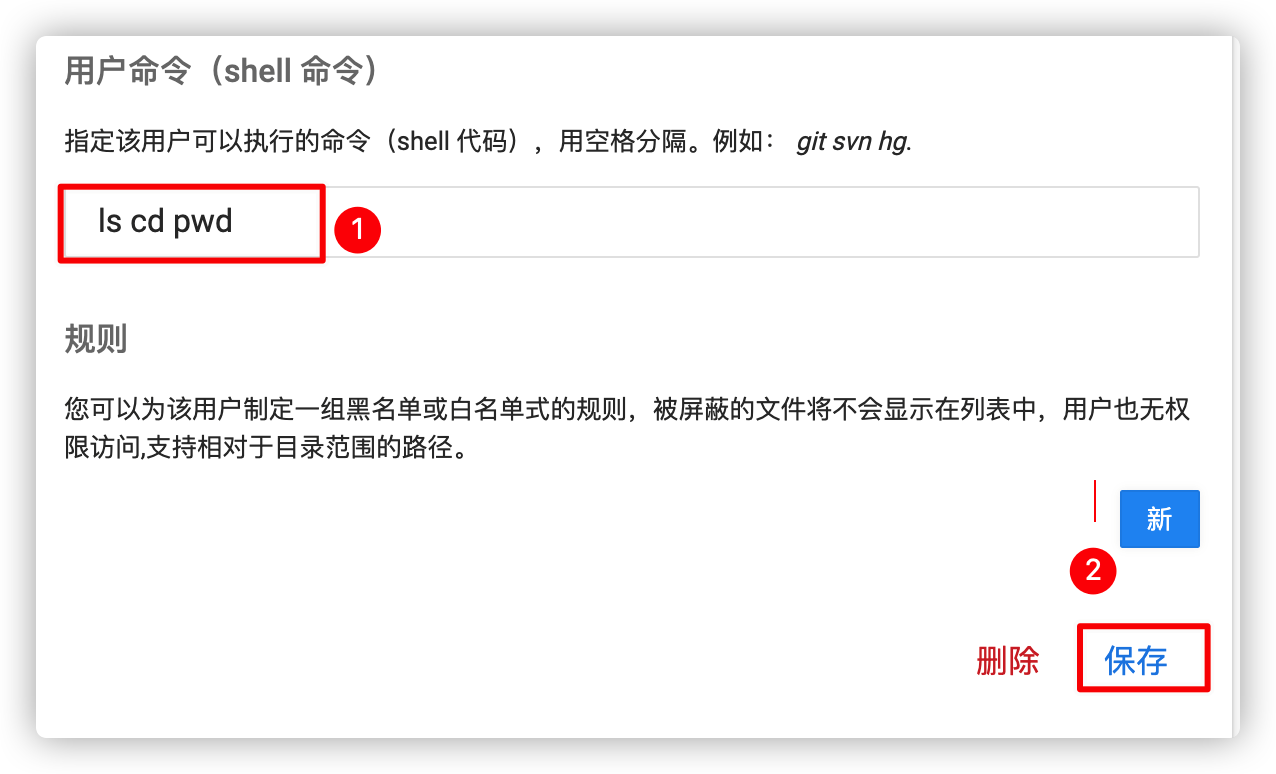 用户命令（shell 命令）
指定该用户可以执行的命令（shell 代码），用空格分隔。例如： git svn hg.
ls cd pwd
1
规则
您可以为该用户制定一组黑名单或白名单式的规则，被屏蔽的文件将不会显示在列表中，用户也无权
限访问,支持相对于目录范围的路径。
新
2
删除 保存